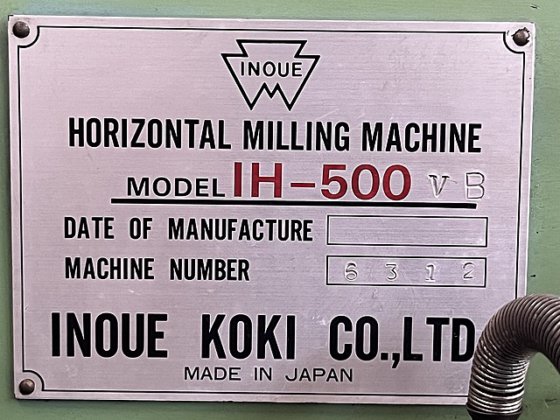 INOUE
HORIZONTAL MILLING MACHINE
MODEL IH-500 VB
DATE OF MANUFACTURE
MACHINE NUMBER 6312
INOUE KOKI CO.,LTD
MADE IN JAPAN